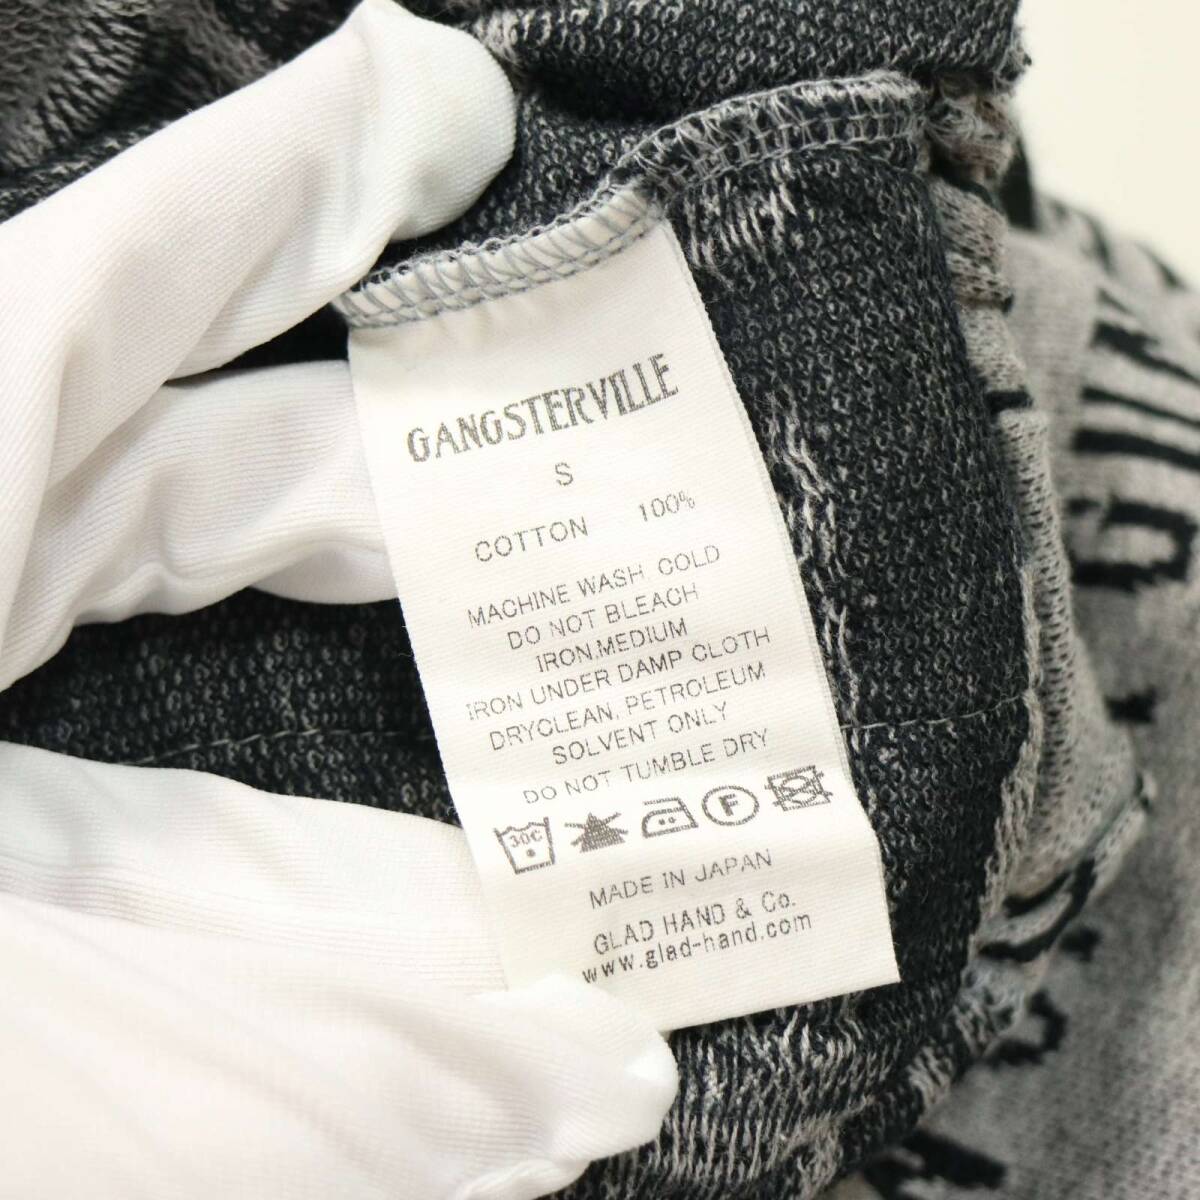 GANGSTERVILLE
S
COTTON 100%
MACHINE WASH, COLD
DO NOT BLEACH
IRON,MEDIUM
IRON UNDER DAMP CLOTH
DRYCLEAN, PETROLEUM
SOLVENT ONLY
DO NOT TUMBLE DRY
30C F
MADE IN JAPAN
GLAD HAND & Co.
www.glad-hand.com